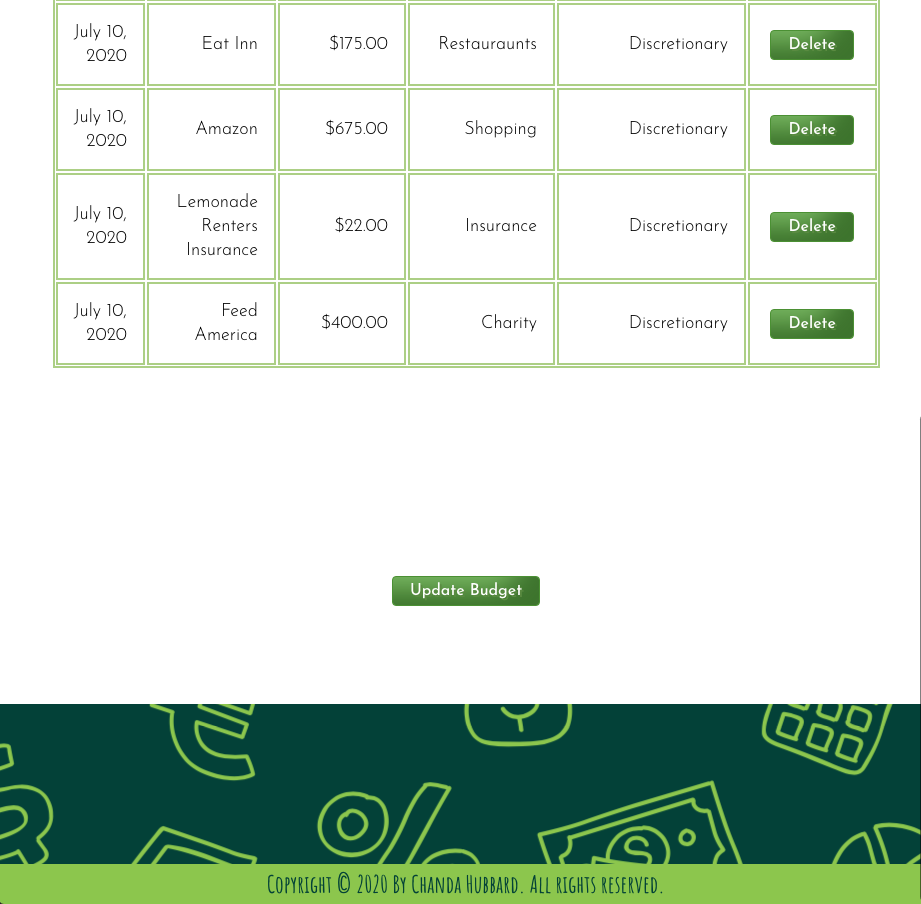 July 10, 2020 Eat Inn $175.00 Restauraunts Discretionary Delete
July 10, 2020 Amazon $675.00 Shopping Discretionary Delete
July 10, 2020 Lemonade Renters Insurance $22.00 Insurance Discretionary Delete
July 10, 2020 Feed America $400.00 Charity Discretionary Delete
Update Budget
Copyright © 2020 By Chanda Hubbard. All rights reserved.